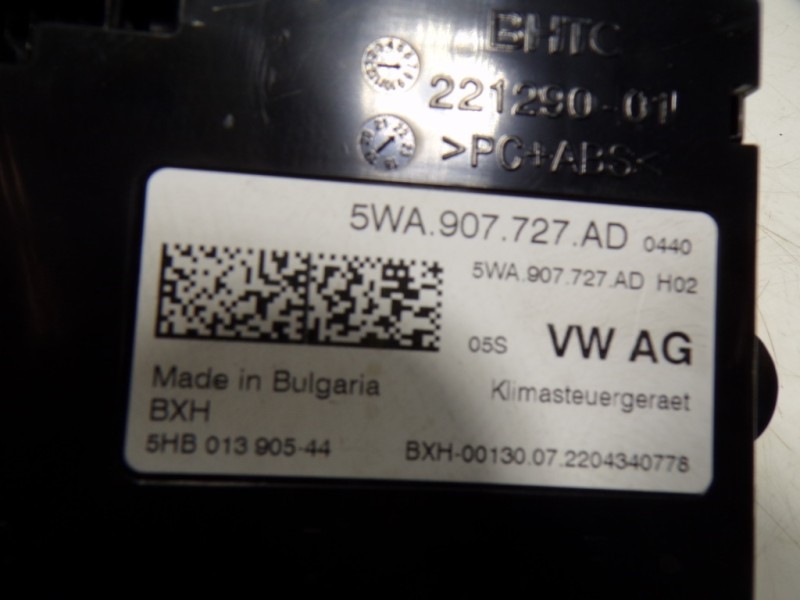 BHTC
221290-01
>PC+ABS<
5WA.907.727.AD 0440
5WA.907.727.AD H02
05S VW AG
Made in Bulgaria
Klimasteuergeraet
BXH
5HB 013 905-44
BXH-00130.07.2204340778